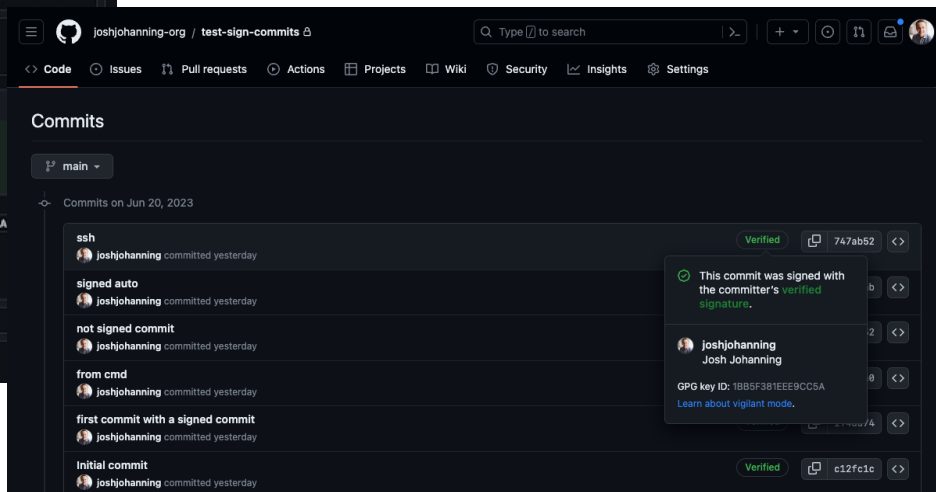 joshjohanning-org / test-sign-commits
Type / to search
Code Issues Pull requests Actions Projects Wiki Security Insights Settings
Commits
main
Commits on Jun 20, 2023
ssh
joshjohanning committed yesterday
Verified
747ab52
This commit was signed with
the committer's verified
signature.
joshjohanning
Josh Johanning
GPG key ID: 1BB5F381EEE9CC5A
Learn about vigilant mode.
signed auto
joshjohanning committed yesterday
not signed commit
joshjohanning committed yesterday
from cmd
joshjohanning committed yesterday
first commit with a signed commit
joshjohanning committed yesterday
Initial commit
joshjohanning committed yesterday
Verified
c12fc1c